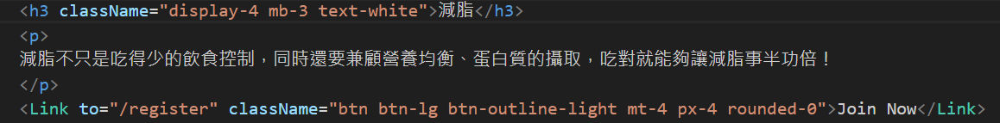 <h3 className="display-4 mb-3 text-white">減脂</h3>
<p>
減脂不只是吃得少的飲食控制，同時還要兼顧營養均衡、蛋白質的攝取，吃對就能夠讓減脂事半功倍！
</p>
<Link to="/register" className="btn btn-lg btn-outline-light mt-4 px-4 rounded-0">Join Now</Link>